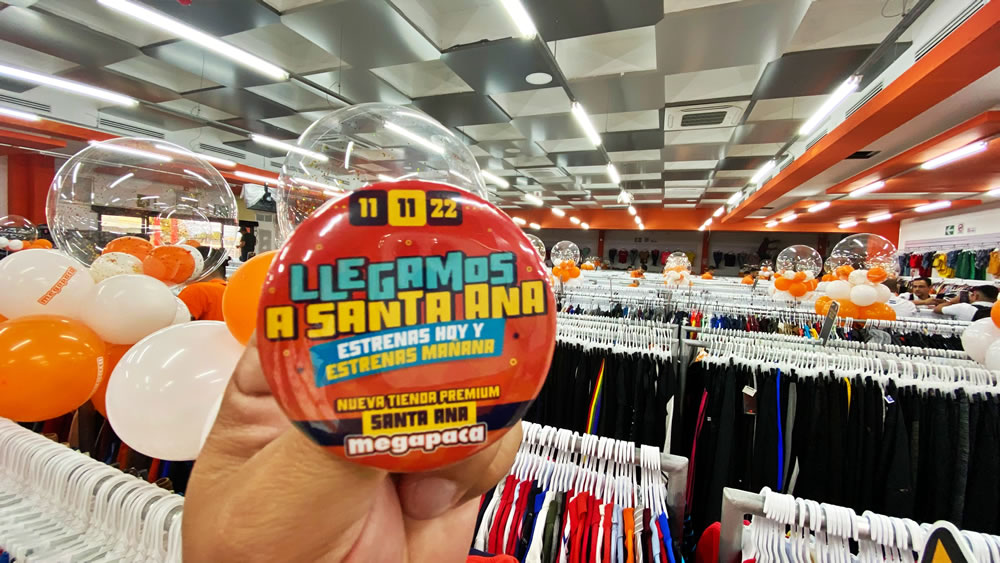 11 11 22
LLEGAMOS
A SANTA ANA
ESTRENAS HOY Y
ESTRENAS MAÑANA
NUEVA TIENDA PREMIUM
SANTA ANA
megapaca
megapaca